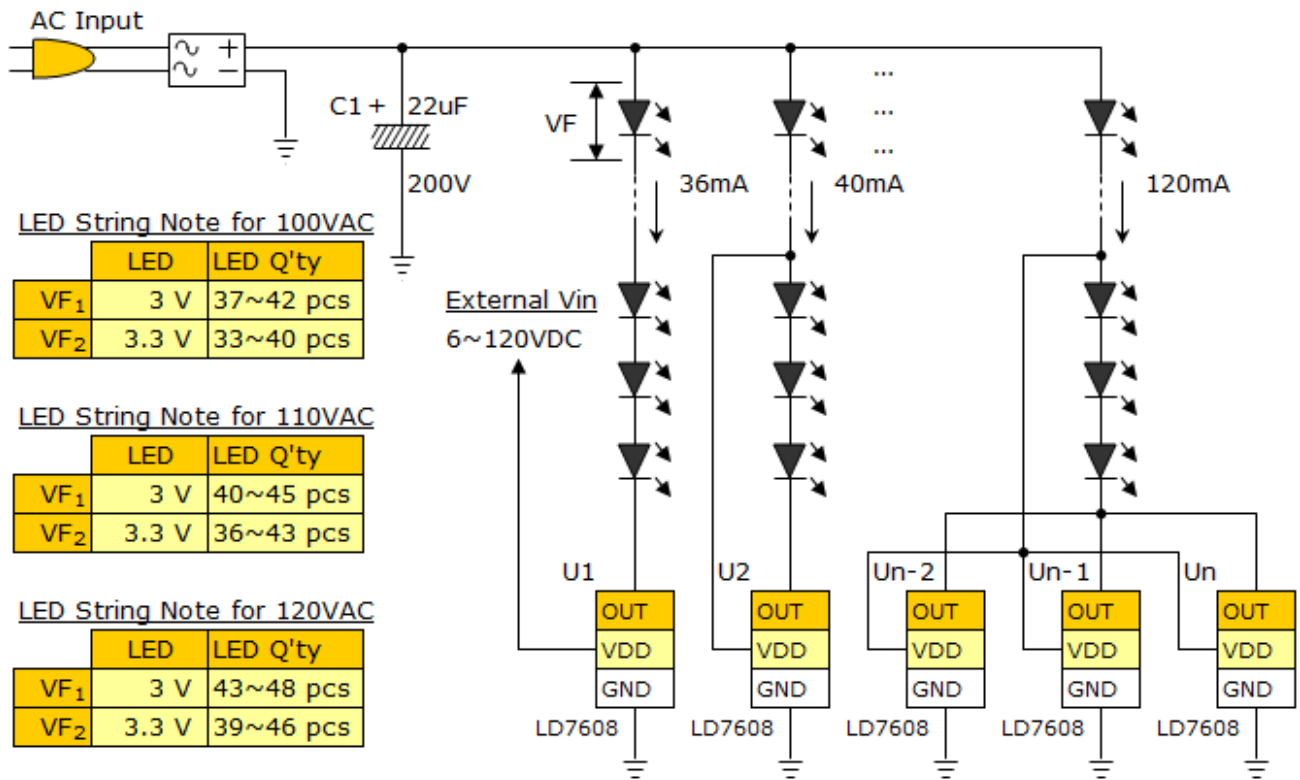 AC Input
∿ +
∿ −
C1 + 22uF
200V
VF
...
...
...
36mA
40mA
120mA
LED String Note for 100VAC
LED LED Q'ty
VF₁ 3 V 37~42 pcs
VF₂ 3.3 V 33~40 pcs
External Vin
6~120VDC
LED String Note for 110VAC
LED LED Q'ty
VF₁ 3 V 40~45 pcs
VF₂ 3.3 V 36~43 pcs
LED String Note for 120VAC
LED LED Q'ty
VF₁ 3 V 43~48 pcs
VF₂ 3.3 V 39~46 pcs
U1
OUT
VDD
GND
LD7608
U2
OUT
VDD
GND
LD7608
Un-2
OUT
VDD
GND
LD7608
Un-1
OUT
VDD
GND
LD7608
Un
OUT
VDD
GND
LD7608